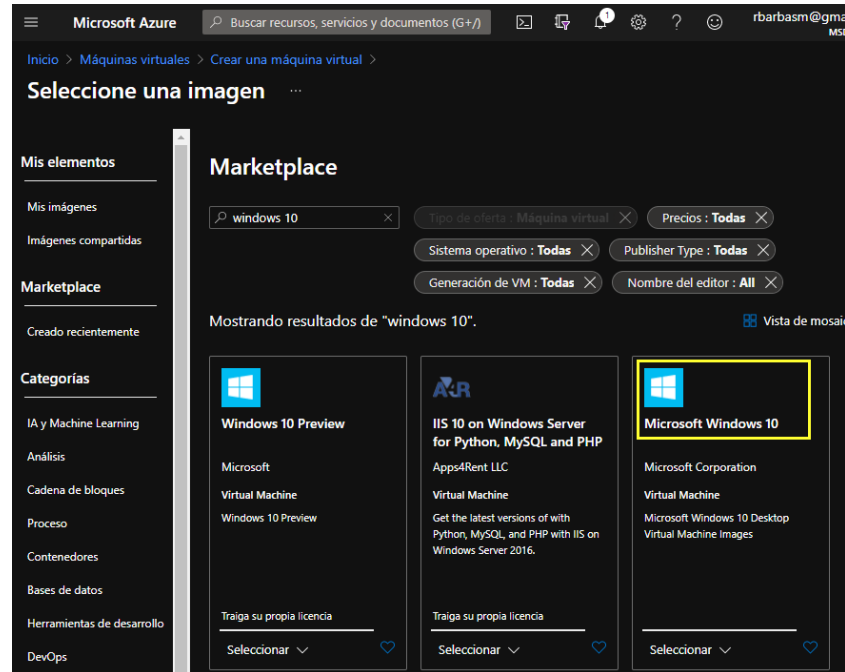 Microsoft Azure
Buscar recursos, servicios y documentos (G+/)
1
rbarbasm@gma
Inicio > Máquinas virtuales > Crear una máquina virtual >
Seleccione una imagen ...
Mis elementos
Mis imágenes
Imágenes compartidas
Marketplace
Creado recientemente
Categorías
IA y Machine Learning
Análisis
Cadena de bloques
Proceso
Contenedores
Bases de datos
Herramientas de desarrollo
DevOps
Marketplace
windows 10
Tipo de oferta : Máquina virtual
Precios : Todas
Sistema operativo : Todas
Publisher Type : Todas
Generación de VM : Todas
Nombre del editor : All
Mostrando resultados de "windows 10".
Vista de mosaic
Windows 10 Preview
Microsoft
Virtual Machine
Windows 10 Preview
Traiga su propia licencia
Seleccionar
A4R
IIS 10 on Windows Server
for Python, MySQL and PHP
Apps4Rent LLC
Virtual Machine
Get the latest versions of with
Python, MySQL, and PHP with IIS on
Windows Server 2016.
Traiga su propia licencia
Seleccionar
Microsoft Windows 10
Microsoft Corporation
Virtual Machine
Microsoft Windows 10 Desktop
Virtual Machine Images
Seleccionar